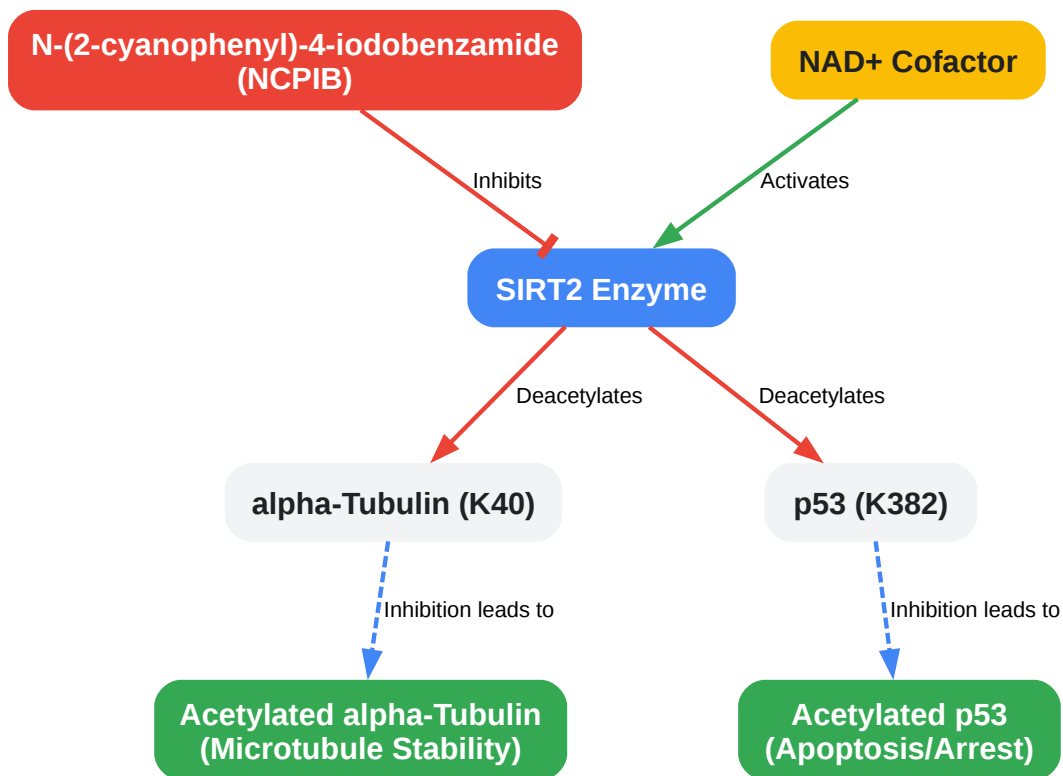 N-(2-cyanophenyl)-4-iodobenzamide
(NCPIB)
NAD+ Cofactor
Inhibits
Activates
SIRT2 Enzyme
Deacetylates
Deacetylates
alpha-Tubulin (K40)
p53 (K382)
Inhibition leads to
Inhibition leads to
Acetylated alpha-Tubulin
(Microtubule Stability)
Acetylated p53
(Apoptosis/Arrest)